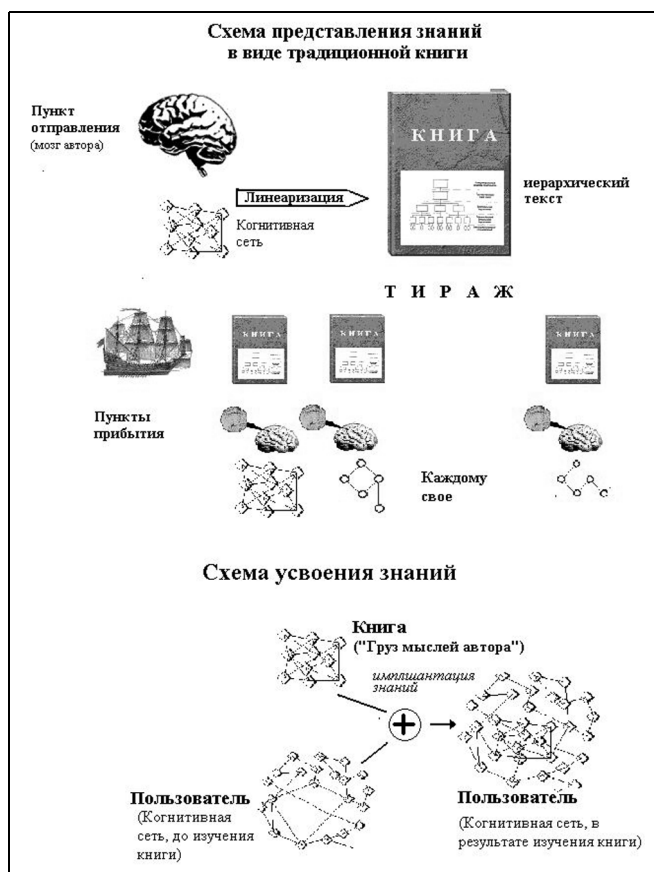 Схема представления знаний
в виде традиционной книги
Пункт
отправления
(мозг автора)
КНИГА
Линеаризация
иерархический
текст
Когнитивная
сеть
ТИРАЖ
КНИГА
КНИГА
КНИГА
Пункты
прибытия
Каждому
свое
Схема усвоения знаний
Книга
("Груз мыслей автора")
имплшантация
знаний
Пользователь
(Когнитивная
сеть, до изучения
книги)
Пользователь
(Когнитивная сеть, в
результате изучения книги)